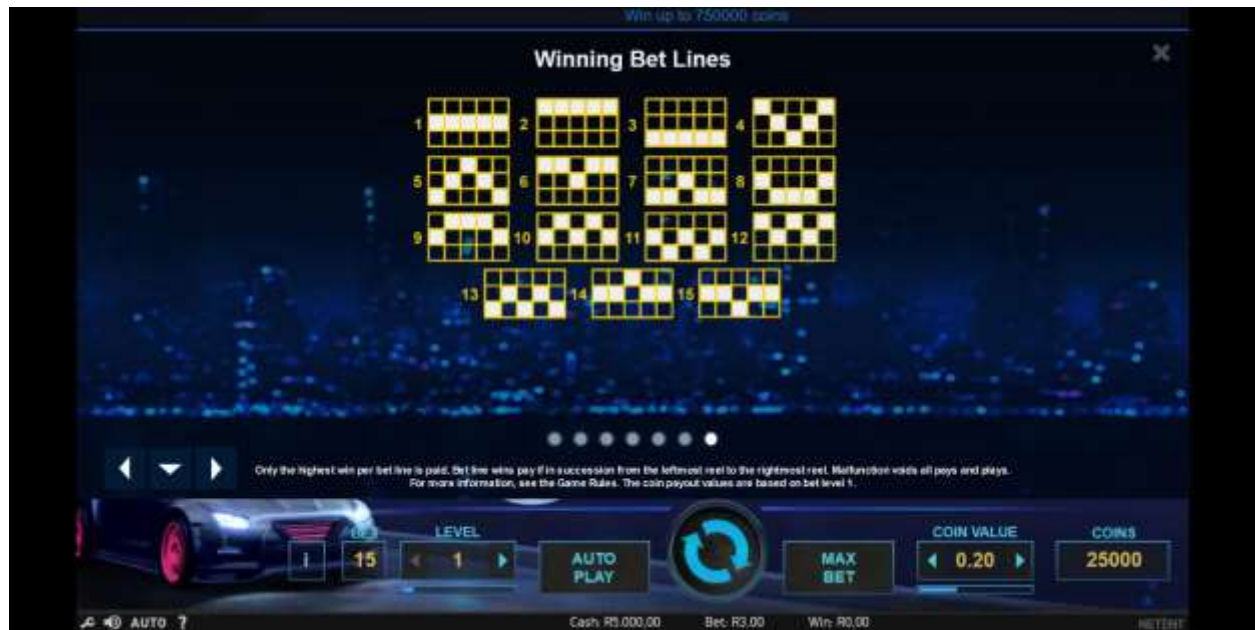 Win up to 750000 coins
Winning Bet Lines
1 2 3 4
5 6 7 8
9 10 11 12
13 14 15
Only the highest win per bet line is paid. Bet line wins pay if in succession from the leftmost reel to the rightmost reel. Malfunction voids all pays and plays.
For more information, see the Game Rules. The coin payout values are based on bet level 1.
LEVEL COIN VALUE COINS
i 15 1 AUTO PLAY MAX BET 0.20 25000
AUTO ? Cash: R5.000,00 Bet: R3,00 Win: R0,00 NETENT